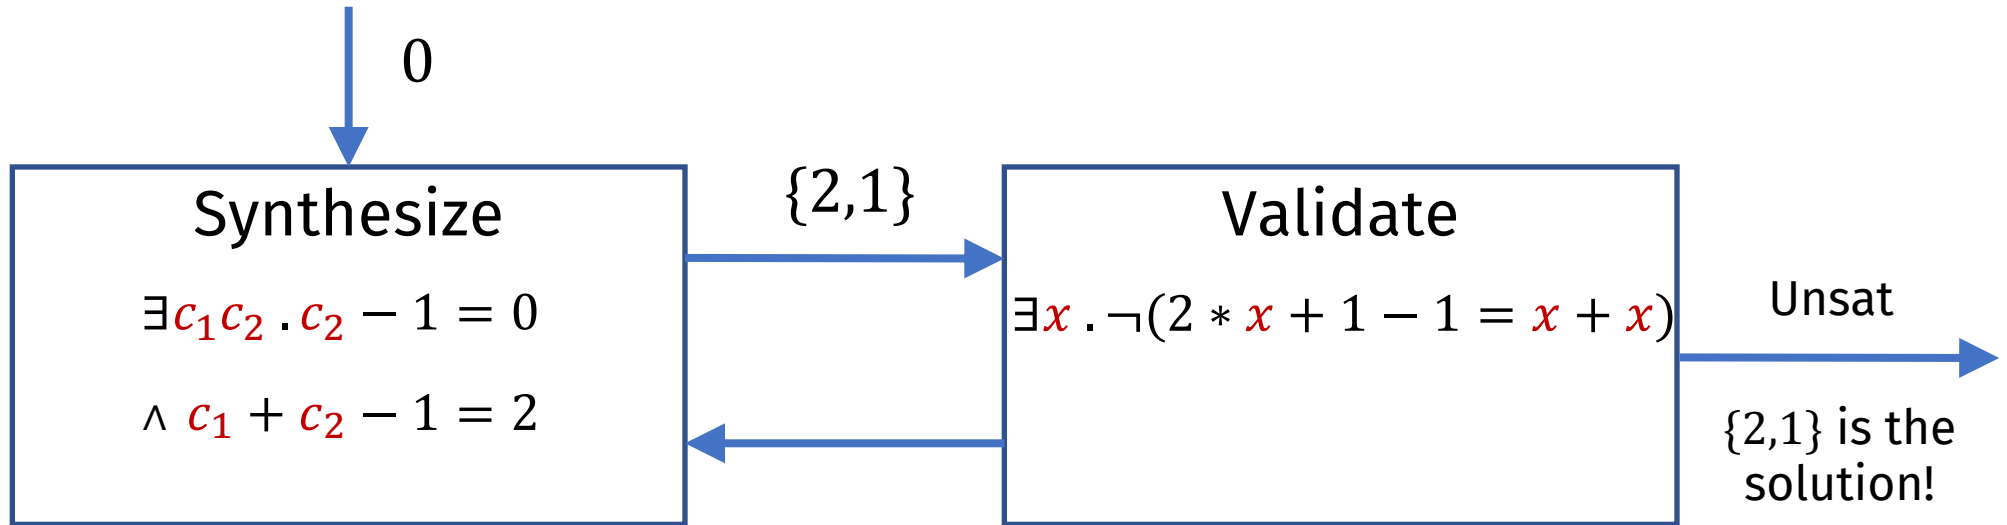 0
Synthesize
∃c₁c₂ . c₂ − 1 = 0
∧ c₁ + c₂ − 1 = 2
{2,1}
Validate
∃x . ¬(2 ∗ x + 1 − 1 = x + x)
Unsat
{2,1} is the
solution!